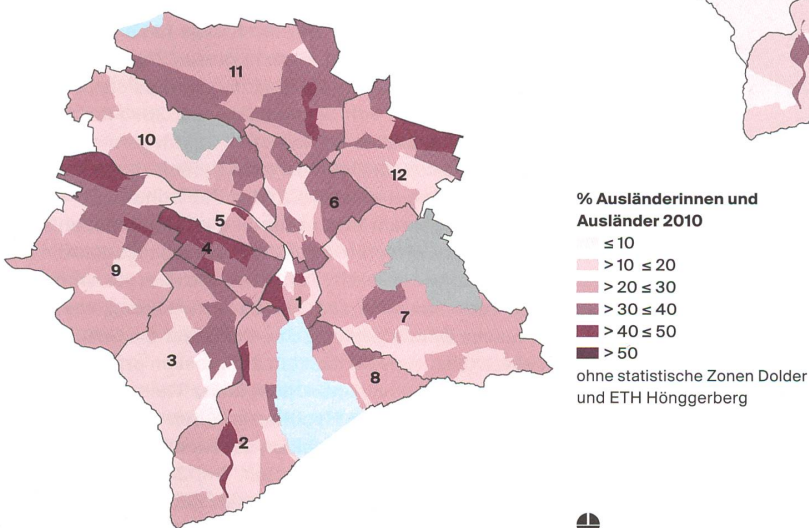 11
10
12
6
5
4
9
1
7
3
8
2
% Ausländerinnen und
Ausländer 2010
≤ 10
> 10 ≤ 20
> 20 ≤ 30
> 30 ≤ 40
> 40 ≤ 50
> 50
ohne statistische Zonen Dolder
und ETH Hönggerberg